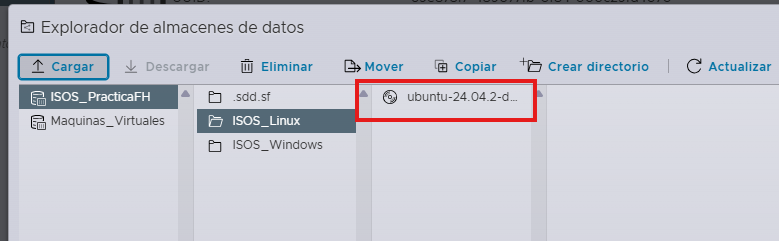 Explorador de almacenes de datos
Cargar Descargar Eliminar Mover Copiar Crear directorio Actualizar
ISOS_PracticaFH .sdd.sf ubuntu-24.04.2-d...
Maquinas_Virtuales ISOS_Linux
ISOS_Windows